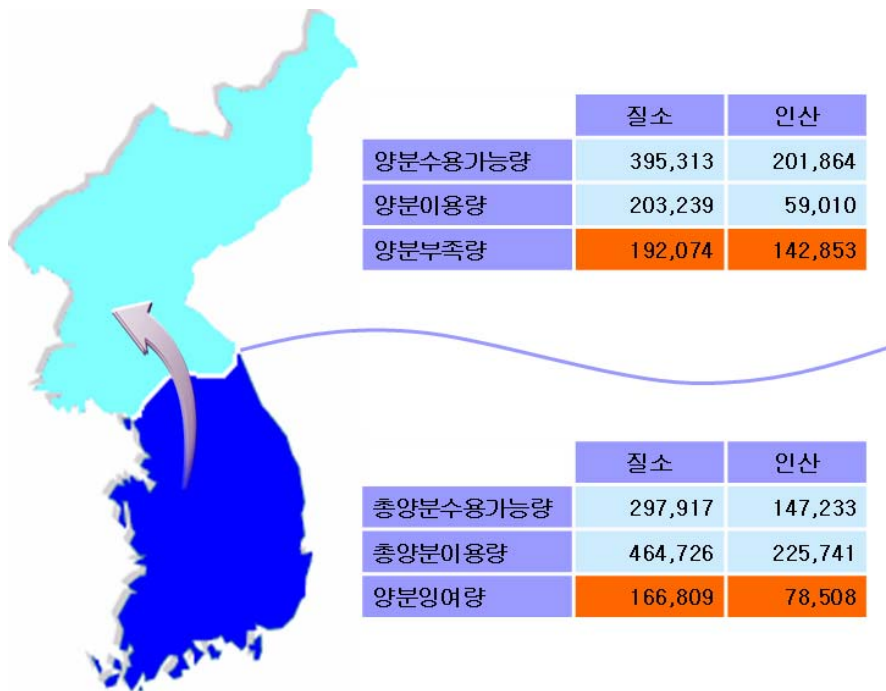 질소 인산
양분수용가능량 395,313 201,864
양분이용량 203,239 59,010
양분부족량 192,074 142,853
질소 인산
총양분수용가능량 297,917 147,233
총양분이용량 464,726 225,741
양분잉여량 166,809 78,508